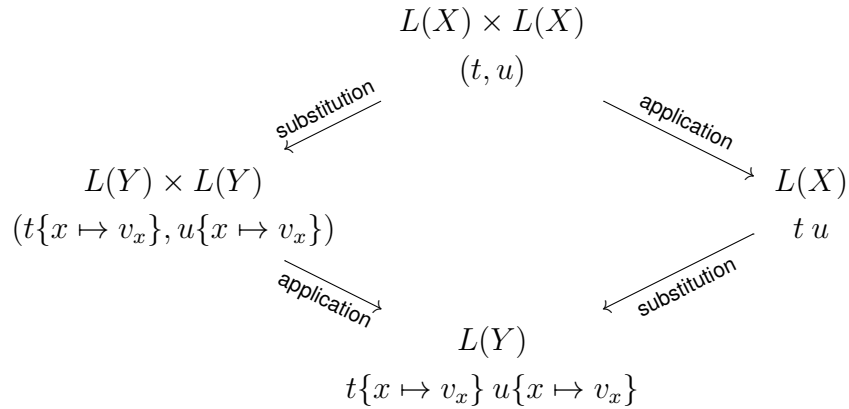 L(X) × L(X)
(t, u)
substitution
application
L(Y) × L(Y)
L(X)
(t{x ↦ v_x}, u{x ↦ v_x})
t u
application
substitution
L(Y)
t{x ↦ v_x} u{x ↦ v_x}